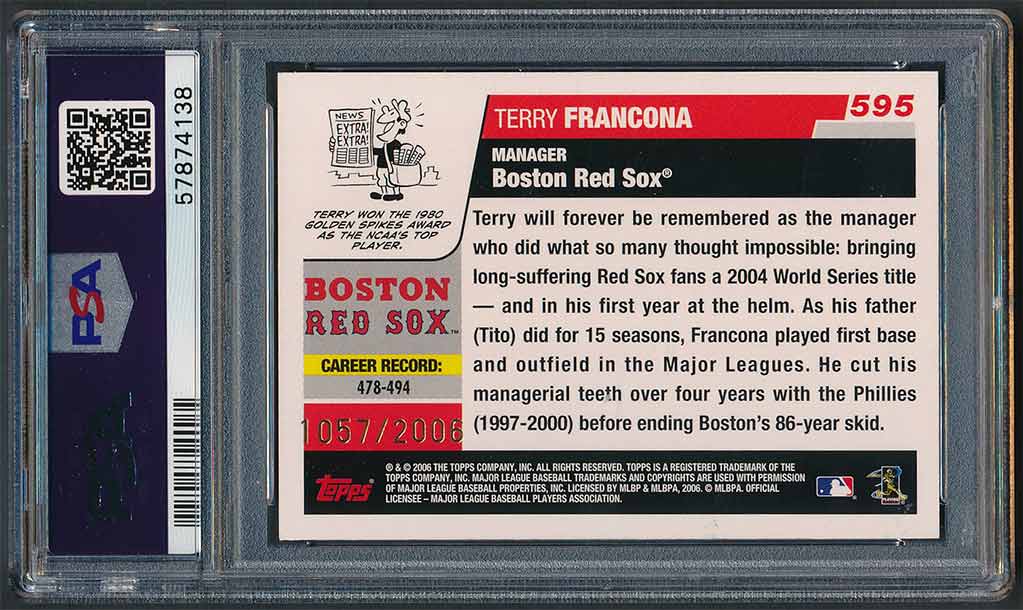 57874138
PSA
NEWS
EXTRA!
EXTRA!
TERRY WON THE 1980
GOLDEN SPIKES AWARD
AS THE NCAA'S TOP
PLAYER.
TERRY FRANCONA
595
MANAGER
Boston Red Sox®
Terry will forever be remembered as the manager
who did what so many thought impossible: bringing
long-suffering Red Sox fans a 2004 World Series title
— and in his first year at the helm. As his father
(Tito) did for 15 seasons, Francona played first base
and outfield in the Major Leagues. He cut his
managerial teeth over four years with the Phillies
(1997-2000) before ending Boston's 86-year skid.
BOSTON
RED SOX™
CAREER RECORD:
478-494
1057/2006
Topps®
® & © 2006 THE TOPPS COMPANY, INC. ALL RIGHTS RESERVED. TOPPS IS A REGISTERED TRADEMARK OF THE
TOPPS COMPANY, INC. MAJOR LEAGUE BASEBALL TRADEMARKS AND COPYRIGHTS ARE USED WITH PERMISSION
OF MAJOR LEAGUE BASEBALL PROPERTIES, INC. LICENSED BY MLBP & MLBPA, 2006. © MLBPA. OFFICIAL
LICENSEE – MAJOR LEAGUE BASEBALL PLAYERS ASSOCIATION.